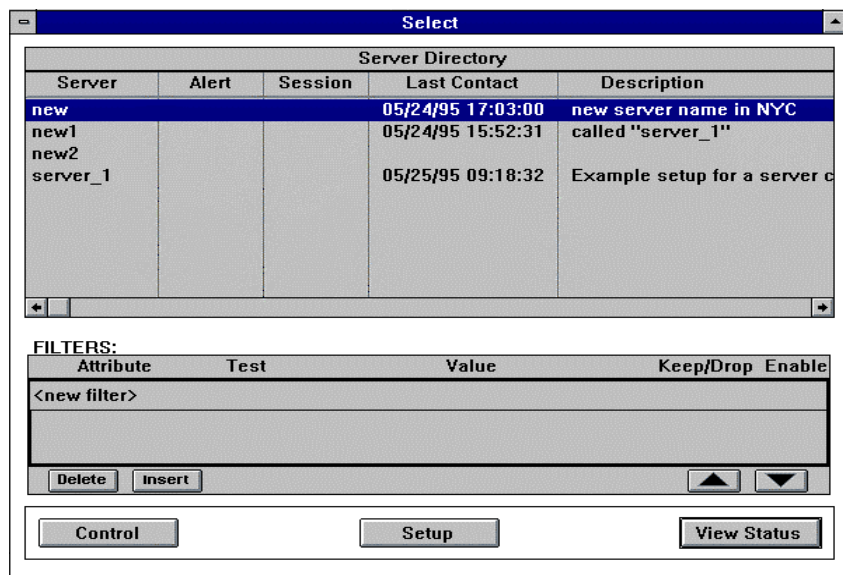 Select
Server Directory
Server Alert Session Last Contact Description
new 05/24/95 17:03:00 new server name in NYC
new1 05/24/95 15:52:31 called "server_1"
new2
server_1 05/25/95 09:18:32 Example setup for a server c
FILTERS:
Attribute Test Value Keep/Drop Enable
<new filter>
Delete Insert
Control Setup View Status